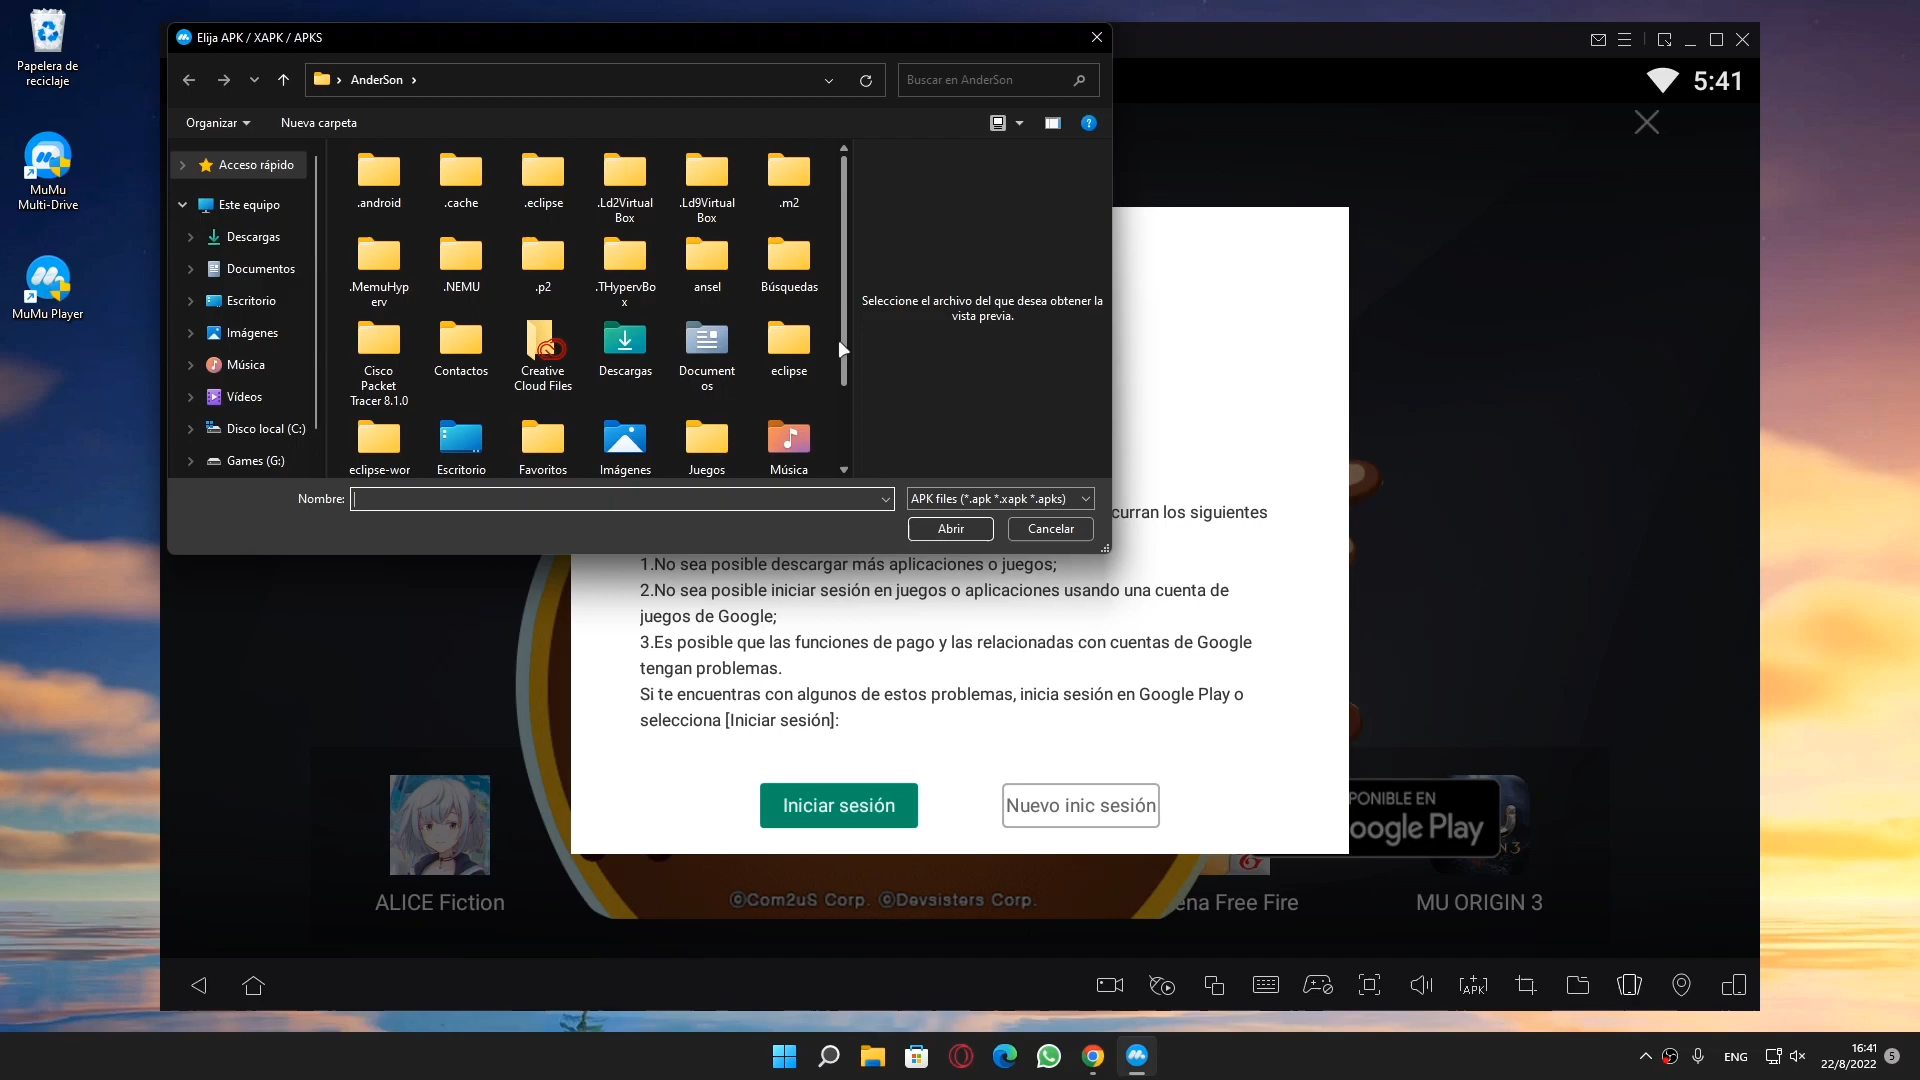 Papelera de
reciclaje
MuMu
Multi-Drive
MuMu Player
Elija APK / XAPK / APKS
AnderSon
Buscar en AnderSon
Organizar
Nueva carpeta
5:41
Acceso rápido
Este equipo
Descargas
Documentos
Escritorio
Imágenes
Música
Vídeos
Disco local (C:)
Games (G:)
.android
.cache
.eclipse
.Ld2Virtual
Box
.Ld9Virtual
Box
.m2
.MemuHyp
erv
.NEMU
.p2
.THypervBo
x
ansel
Búsquedas
Cisco
Packet
Tracer 8.1.0
Contactos
Creative
Cloud Files
Descargas
Document
os
eclipse
eclipse-wor
Escritorio
Favoritos
Imágenes
Juegos
Música
Seleccione el archivo del que desea obtener la
vista previa.
Nombre:
APK files (*.apk *.xapk *.apks)
Abrir
Cancelar
curran los siguientes
1.No sea posible descargar más aplicaciones o juegos;
2.No sea posible iniciar sesión en juegos o aplicaciones usando una cuenta de
juegos de Google;
3.Es posible que las funciones de pago y las relacionadas con cuentas de Google
tengan problemas.
Si te encuentras con algunos de estos problemas, inicia sesión en Google Play o
selecciona [Iniciar sesión]:
Iniciar sesión
Nuevo inic sesión
PONIBLE EN
oogle Play
ALICE Fiction
ena Free Fire
MU ORIGIN 3
©Com2uS Corp. ©Devsisters Corp.
APK
ENG
16:41
22/8/2022
5